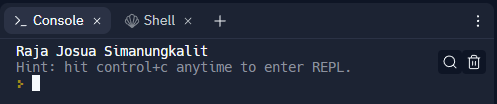 Console
Shell
Raja Josua Simanungkalit
Hint: hit control+c anytime to enter REPL.